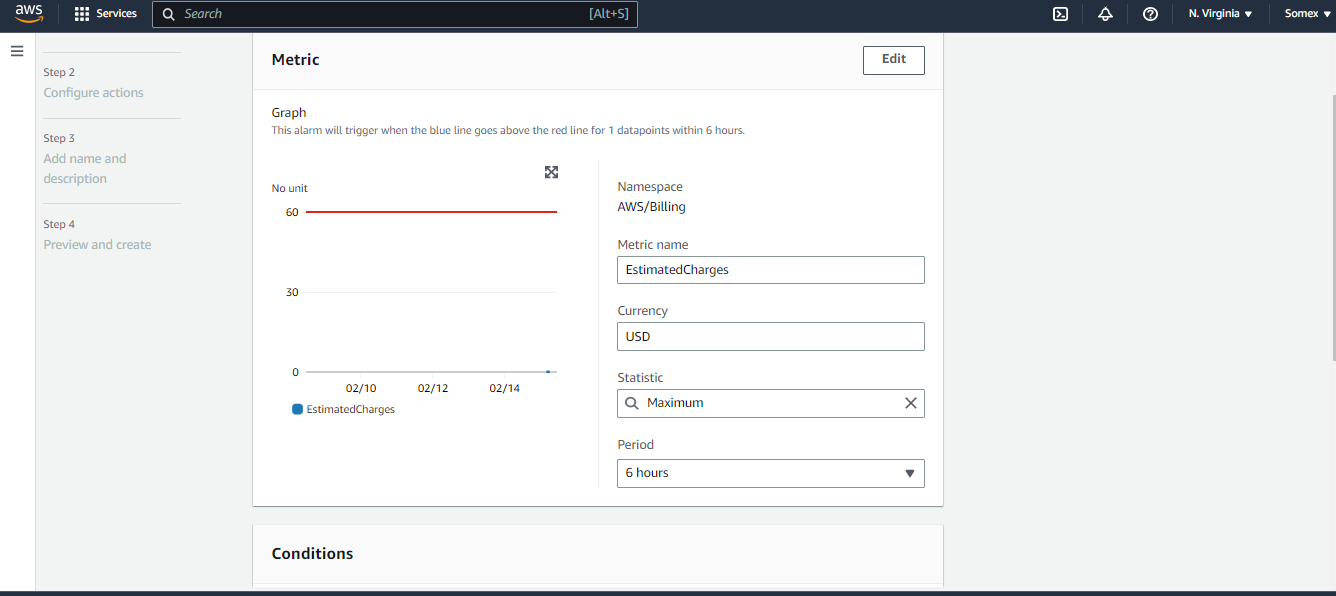 aws
Services
Search
[Alt+S]
N. Virginia
Somex
Step 2
Configure actions
Step 3
Add name and
description
Step 4
Preview and create
Metric
Edit
Graph
This alarm will trigger when the blue line goes above the red line for 1 datapoints within 6 hours.
No unit
60
30
0
02/10
02/12
02/14
EstimatedCharges
Namespace
AWS/Billing
Metric name
EstimatedCharges
Currency
USD
Statistic
Maximum
Period
6 hours
Conditions